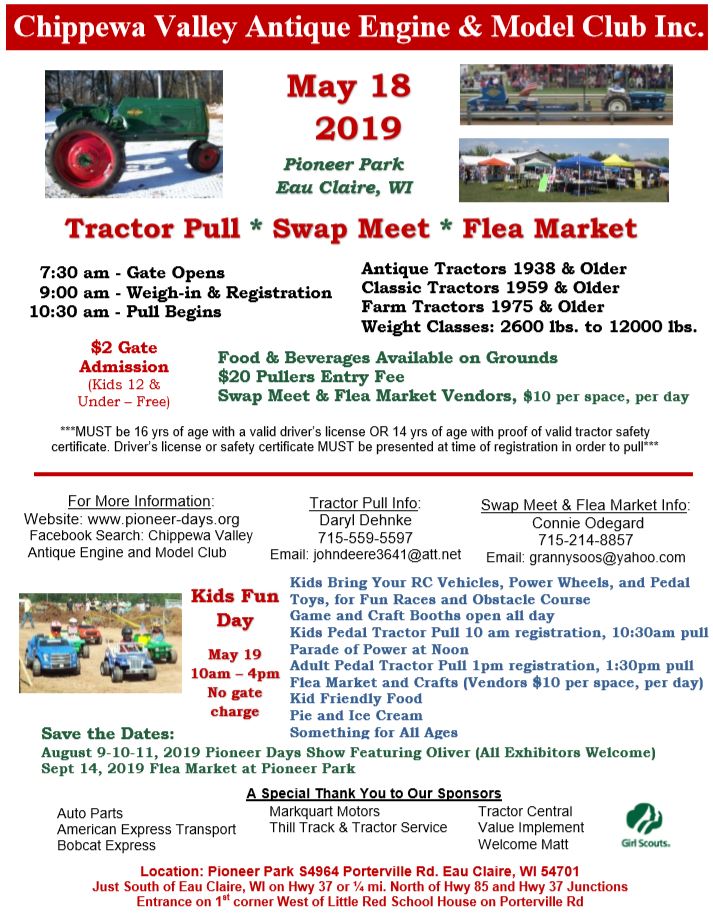 Chippewa Valley Antique Engine & Model Club Inc.
May 18
2019
Pioneer Park
Eau Claire, WI
Tractor Pull * Swap Meet * Flea Market
7:30 am - Gate Opens
9:00 am - Weigh-in & Registration
10:30 am - Pull Begins
Antique Tractors 1938 & Older
Classic Tractors 1959 & Older
Farm Tractors 1975 & Older
Weight Classes: 2600 lbs. to 12000 lbs.
$2 Gate
Admission
(Kids 12 &
Under – Free)
Food & Beverages Available on Grounds
$20 Pullers Entry Fee
Swap Meet & Flea Market Vendors, $10 per space, per day
***MUST be 16 yrs of age with a valid driver's license OR 14 yrs of age with proof of valid tractor safety
certificate. Driver's license or safety certificate MUST be presented at time of registration in order to pull***
For More Information:
Website: www.pioneer-days.org
Facebook Search: Chippewa Valley
Antique Engine and Model Club
Tractor Pull Info:
Daryl Dehnke
715-559-5597
Email: johndeere3641@att.net
Swap Meet & Flea Market Info:
Connie Odegard
715-214-8857
Email: grannysoos@yahoo.com
Kids Fun
Day
May 19
10am – 4pm
No gate
charge
Kids Bring Your RC Vehicles, Power Wheels, and Pedal
Toys, for Fun Races and Obstacle Course
Game and Craft Booths open all day
Kids Pedal Tractor Pull 10 am registration, 10:30am pull
Parade of Power at Noon
Adult Pedal Tractor Pull 1pm registration, 1:30pm pull
Flea Market and Crafts (Vendors $10 per space, per day)
Kid Friendly Food
Pie and Ice Cream
Something for All Ages
Save the Dates:
August 9-10-11, 2019 Pioneer Days Show Featuring Oliver (All Exhibitors Welcome)
Sept 14, 2019 Flea Market at Pioneer Park
A Special Thank You to Our Sponsors
Auto Parts
American Express Transport
Bobcat Express
Markquart Motors
Thill Track & Tractor Service
Tractor Central
Value Implement
Welcome Matt
Girl Scouts.
Location: Pioneer Park S4964 Porterville Rd. Eau Claire, WI 54701
Just South of Eau Claire, WI on Hwy 37 or ¼ mi. North of Hwy 85 and Hwy 37 Junctions
Entrance on 1st corner West of Little Red School House on Porterville Rd